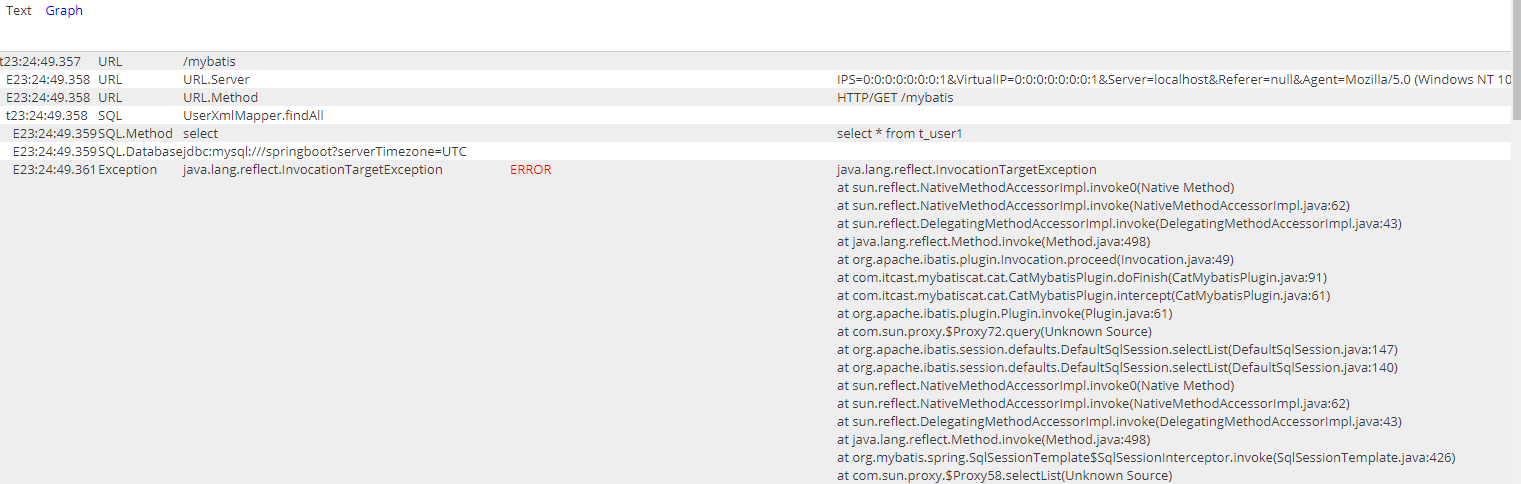 Text Graph
t23:24:49.357 URL /mybatis
E23:24:49.358 URL URL.Server IPS=0:0:0:0:0:0:0:1&VirtualIP=0:0:0:0:0:0:0:1&Server=localhost&Referer=null&Agent=Mozilla/5.0 (Windows NT 10
E23:24:49.358 URL URL.Method HTTP/GET /mybatis
t23:24:49.358 SQL UserXmlMapper.findAll
E23:24:49.359 SQL.Method select select * from t_user1
E23:24:49.359 SQL.Database jdbc:mysql:///springboot?serverTimezone=UTC
E23:24:49.361 Exception java.lang.reflect.InvocationTargetException ERROR java.lang.reflect.InvocationTargetException
at sun.reflect.NativeMethodAccessorImpl.invoke0(Native Method)
at sun.reflect.NativeMethodAccessorImpl.invoke(NativeMethodAccessorImpl.java:62)
at sun.reflect.DelegatingMethodAccessorImpl.invoke(DelegatingMethodAccessorImpl.java:43)
at java.lang.reflect.Method.invoke(Method.java:498)
at org.apache.ibatis.plugin.Invocation.proceed(Invocation.java:49)
at com.itcast.mybatiscat.cat.CatMybatisPlugin.doFinish(CatMybatisPlugin.java:91)
at com.itcast.mybatiscat.cat.CatMybatisPlugin.intercept(CatMybatisPlugin.java:61)
at org.apache.ibatis.plugin.Plugin.invoke(Plugin.java:61)
at com.sun.proxy.$Proxy72.query(Unknown Source)
at org.apache.ibatis.session.defaults.DefaultSqlSession.selectList(DefaultSqlSession.java:147)
at org.apache.ibatis.session.defaults.DefaultSqlSession.selectList(DefaultSqlSession.java:140)
at sun.reflect.NativeMethodAccessorImpl.invoke0(Native Method)
at sun.reflect.NativeMethodAccessorImpl.invoke(NativeMethodAccessorImpl.java:62)
at sun.reflect.DelegatingMethodAccessorImpl.invoke(DelegatingMethodAccessorImpl.java:43)
at java.lang.reflect.Method.invoke(Method.java:498)
at org.mybatis.spring.SqlSessionTemplate$SqlSessionInterceptor.invoke(SqlSessionTemplate.java:426)
at com.sun.proxy.$Proxy58.selectList(Unknown Source)